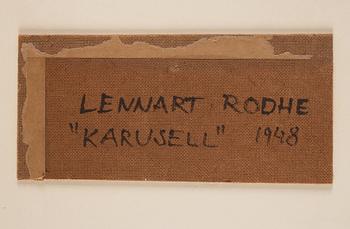 LENNART RODHE
"KARUSELL" 1948